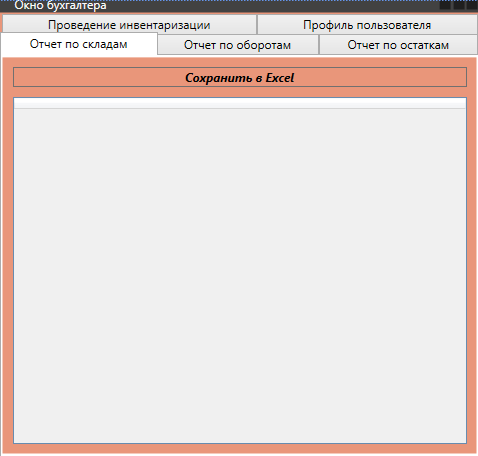 Окно бухгалтера
Проведение инвентаризации Профиль пользователя
Отчет по складам Отчет по оборотам Отчет по остаткам
Сохранить в Excel